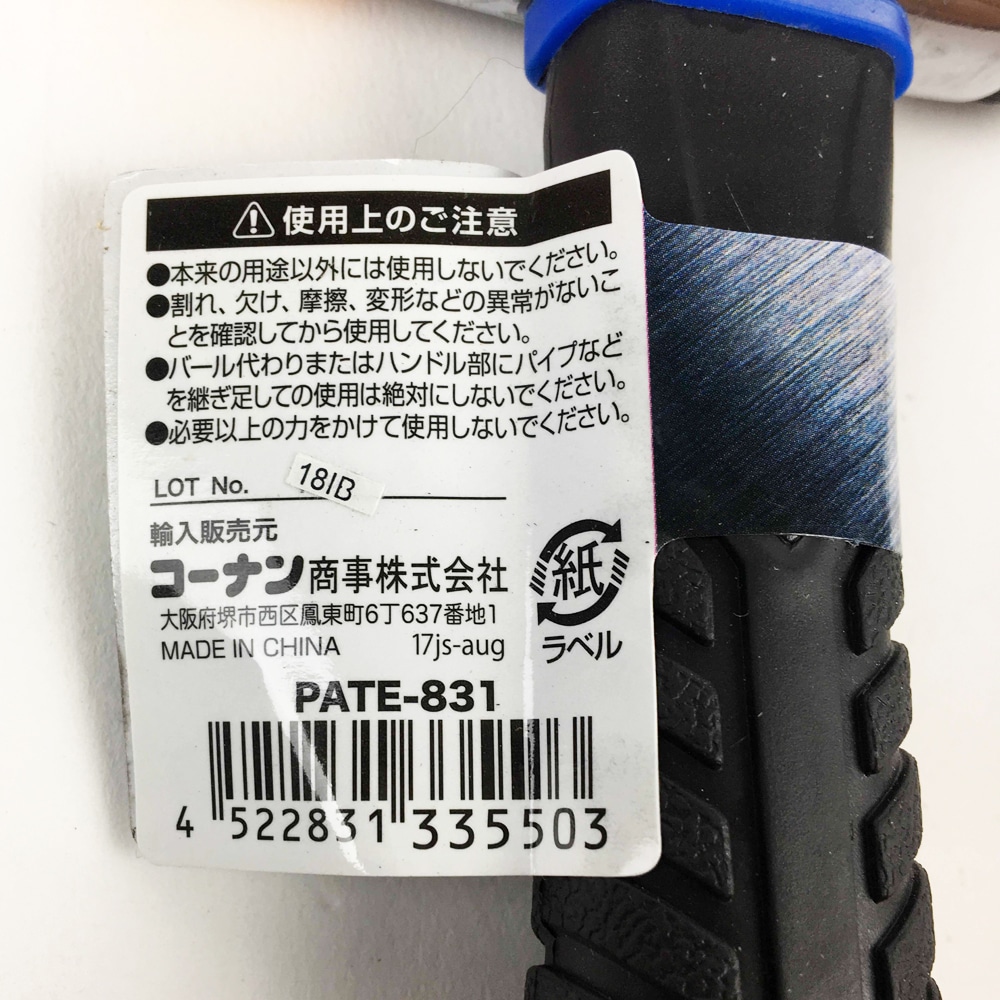 ⚠使用上のご注意
●本来の用途以外には使用しないでください。
●割れ、欠け、摩擦、変形などの異常がないこ
とを確認してから使用してください。
●バール代わりまたはハンドル部にパイプなど
を継ぎ足しての使用は絶対にしないでください。
●必要以上の力をかけて使用しないでください。
LOT No. 18IB
輸入販売元
コーナン商事株式会社
大阪府堺市西区鳳東町6丁637番地1
MADE IN CHINA 17js-aug
紙
ラベル
PATE-831
4 522831 335503